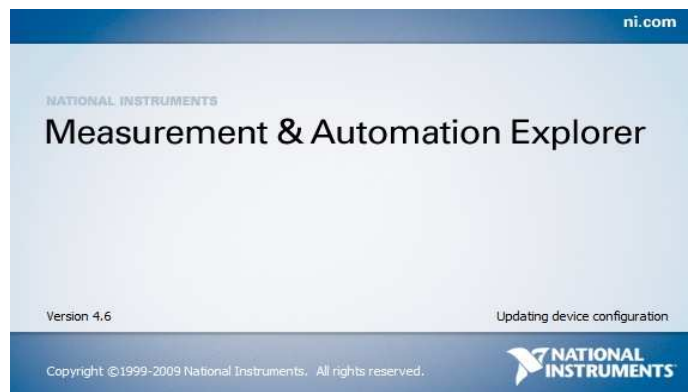 ni.com
NATIONAL INSTRUMENTS
Measurement & Automation Explorer
Version 4.6
Updating device configuration
Copyright ©1999-2009 National Instruments. All rights reserved.
NATIONAL
INSTRUMENTS